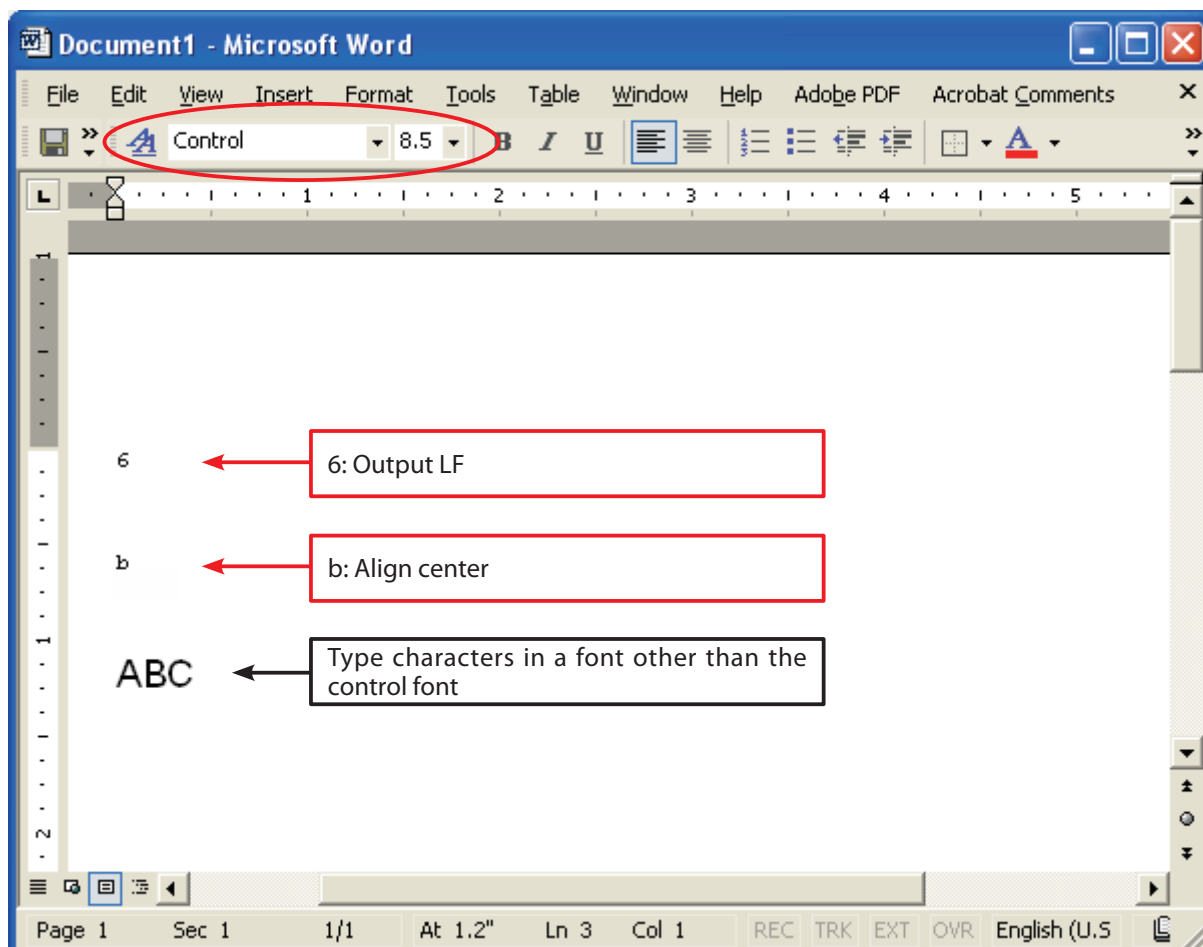 Document1 - Microsoft Word
File Edit View Insert Format Tools Table Window Help Adobe PDF Acrobat Comments
Control 8.5 B I U A
L 1 2 3 4 5
1
6 6: Output LF
b b: Align center
1
ABC Type characters in a font other than the
control font
2
Page 1 Sec 1 1/1 At 1.2" Ln 3 Col 1 REC TRK EXT OVR English (U.S